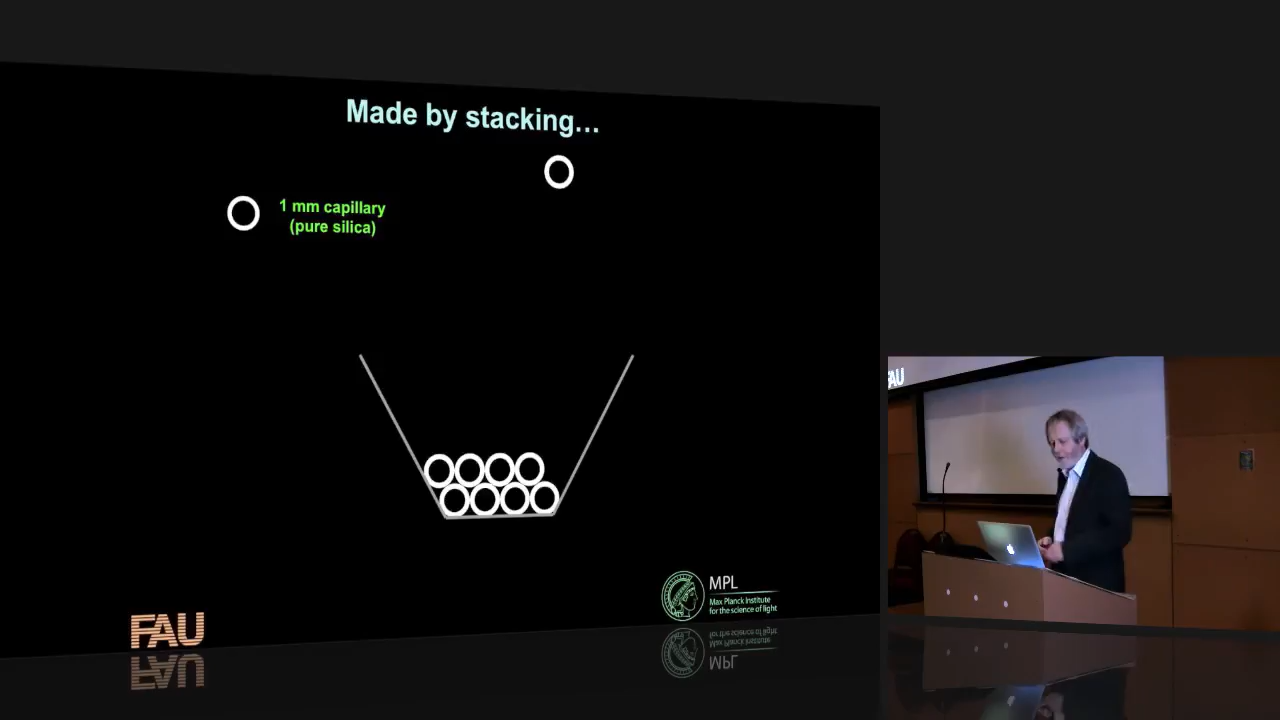 Made by stacking...
1 mm capillary
(pure silica)
MPL
Max Planck Institute
for the science of light
FAU
FAU